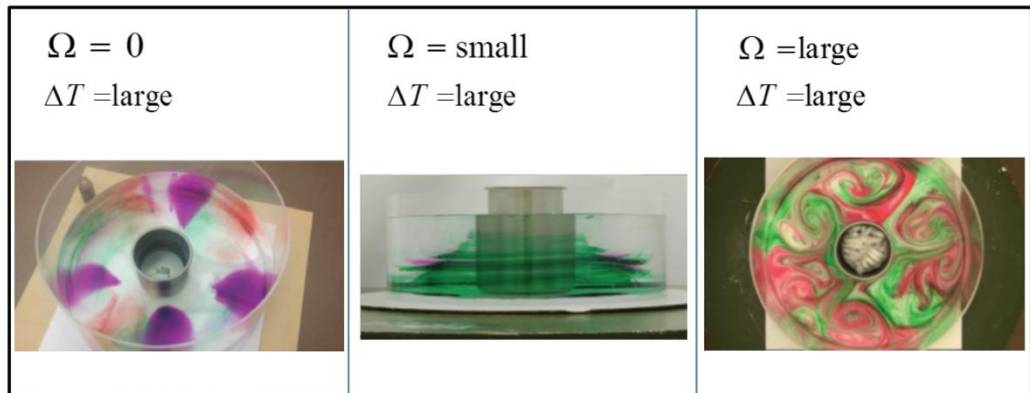 Ω = 0
ΔT =large
Ω = small
ΔT =large
Ω =large
ΔT =large